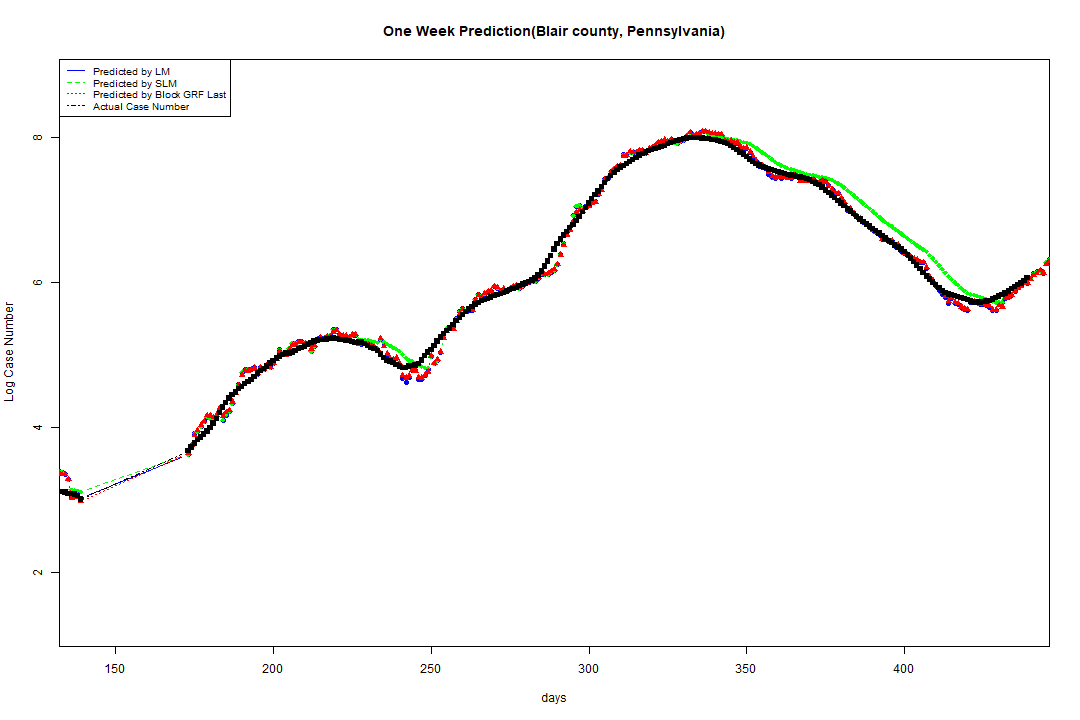 One Week Prediction(Blair county, Pennsylvania)
Predicted by LM
Predicted by SLM
Predicted by Block GRF Last
Actual Case Number
8
6
4
2
Log Case Number
150 200 250 300 350 400
days